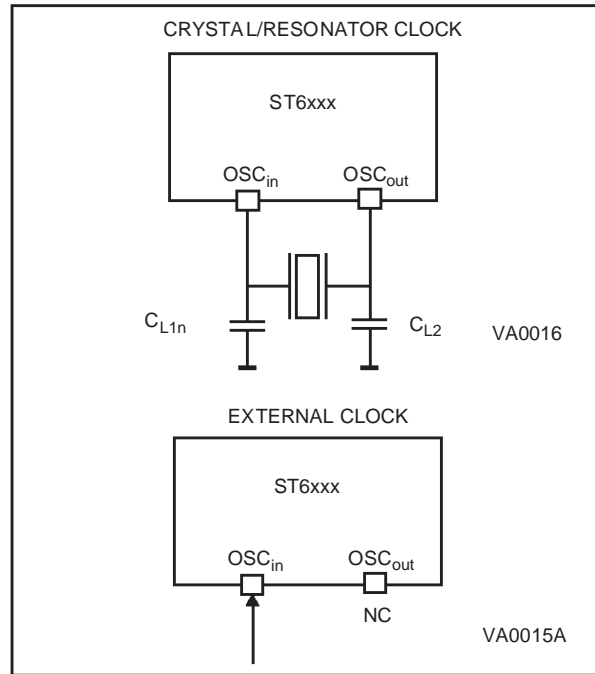 CRYSTAL/RESONATOR CLOCK
ST6xxx
OSCin OSCout
CL1n CL2 VA0016
EXTERNAL CLOCK
ST6xxx
OSCin OSCout
NC
VA0015A